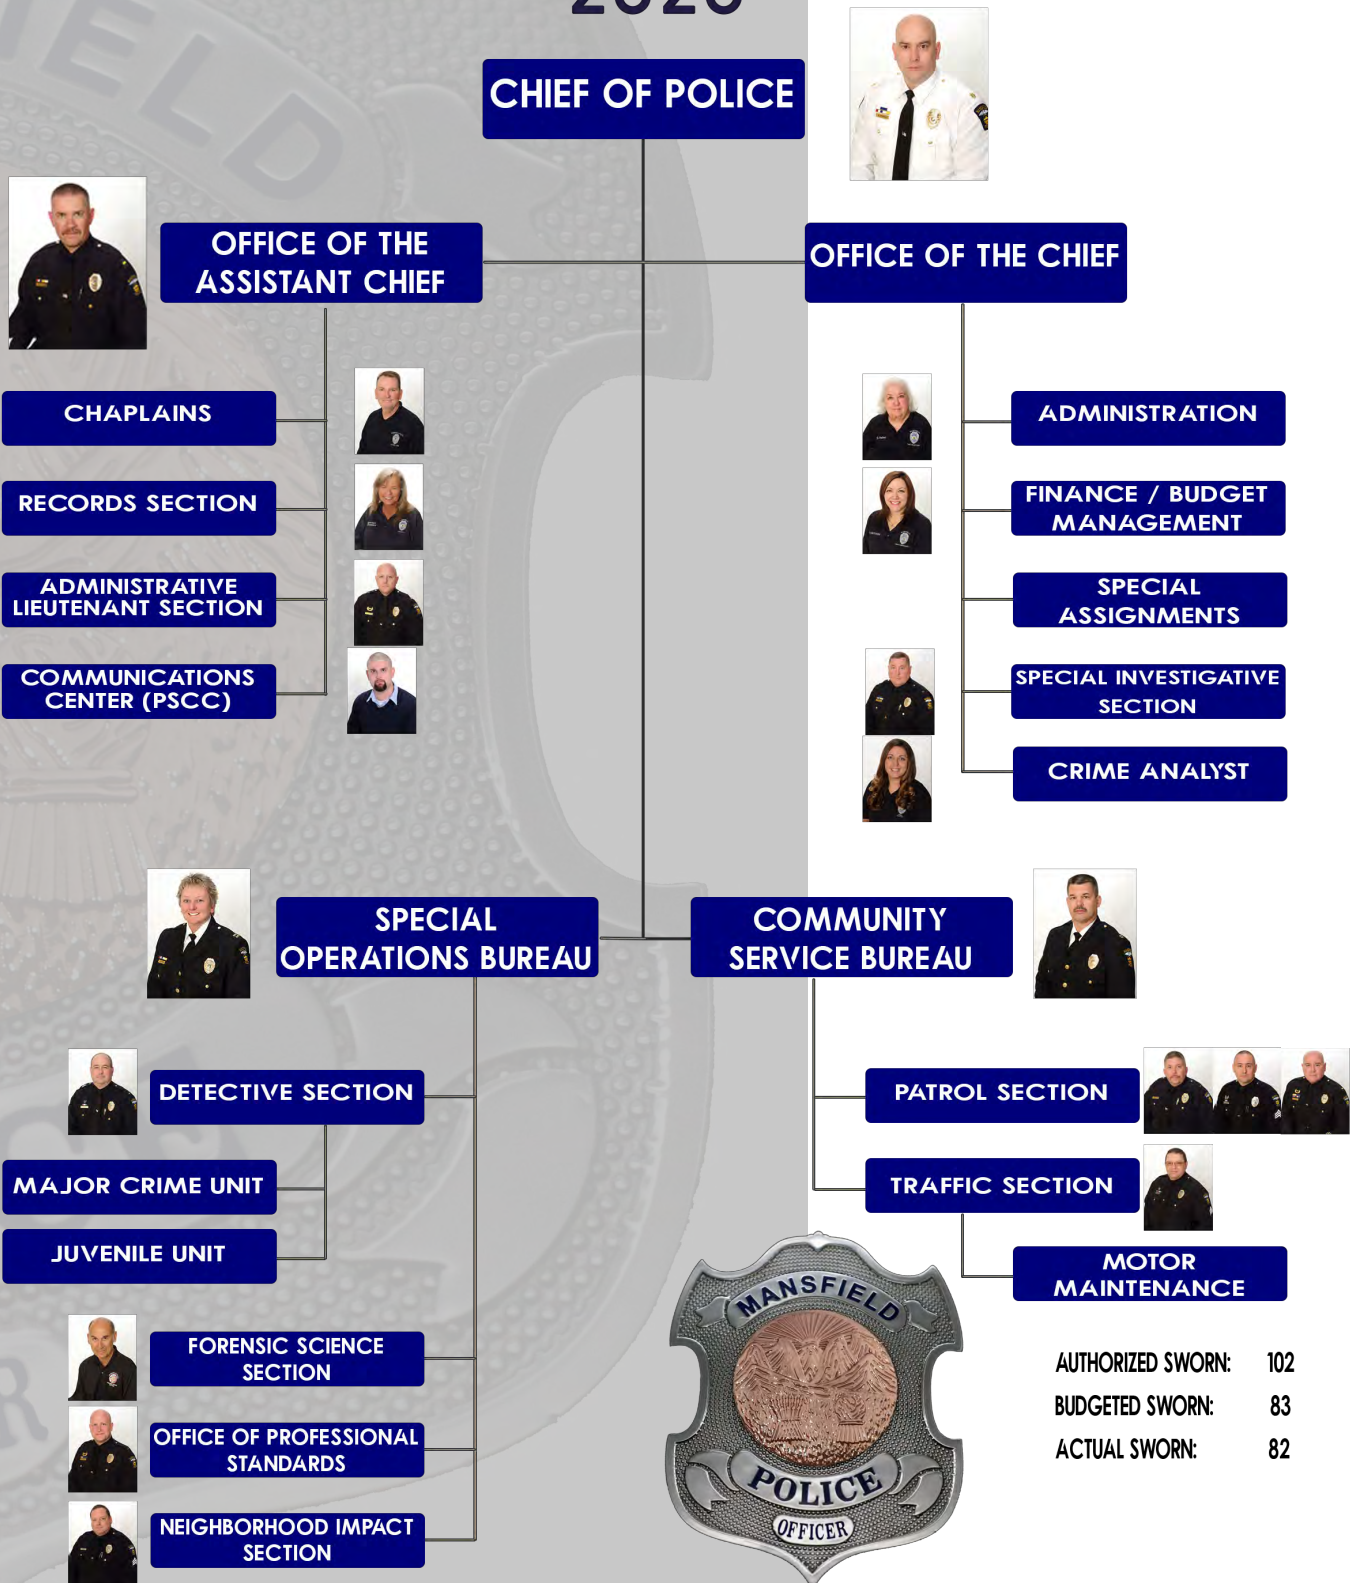 2020
CHIEF OF POLICE
OFFICE OF THE
ASSISTANT CHIEF
OFFICE OF THE CHIEF
CHAPLAINS
RECORDS SECTION
ADMINISTRATIVE
LIEUTENANT SECTION
COMMUNICATIONS
CENTER (PSCC)
ADMINISTRATION
FINANCE / BUDGET
MANAGEMENT
SPECIAL
ASSIGNMENTS
SPECIAL INVESTIGATIVE
SECTION
CRIME ANALYST
SPECIAL
OPERATIONS BUREAU
COMMUNITY
SERVICE BUREAU
DETECTIVE SECTION
MAJOR CRIME UNIT
JUVENILE UNIT
FORENSIC SCIENCE
SECTION
OFFICE OF PROFESSIONAL
STANDARDS
NEIGHBORHOOD IMPACT
SECTION
PATROL SECTION
TRAFFIC SECTION
MOTOR
MAINTENANCE
MANSFIELD
POLICE
OFFICER
AUTHORIZED SWORN: 102
BUDGETED SWORN: 83
ACTUAL SWORN: 82